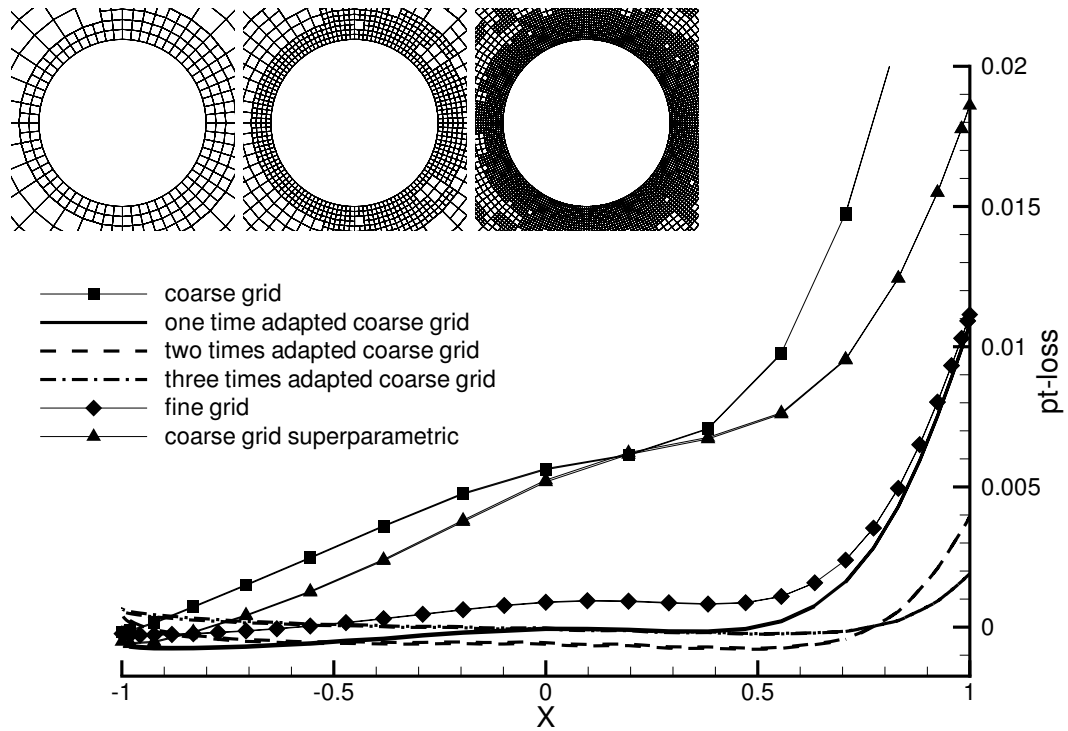 coarse grid
one time adapted coarse grid
two times adapted coarse grid
three times adapted coarse grid
fine grid
coarse grid superparametric
0.02
0.015
0.01
0.005
0
pt-loss
-1
-0.5
0
0.5
1
X